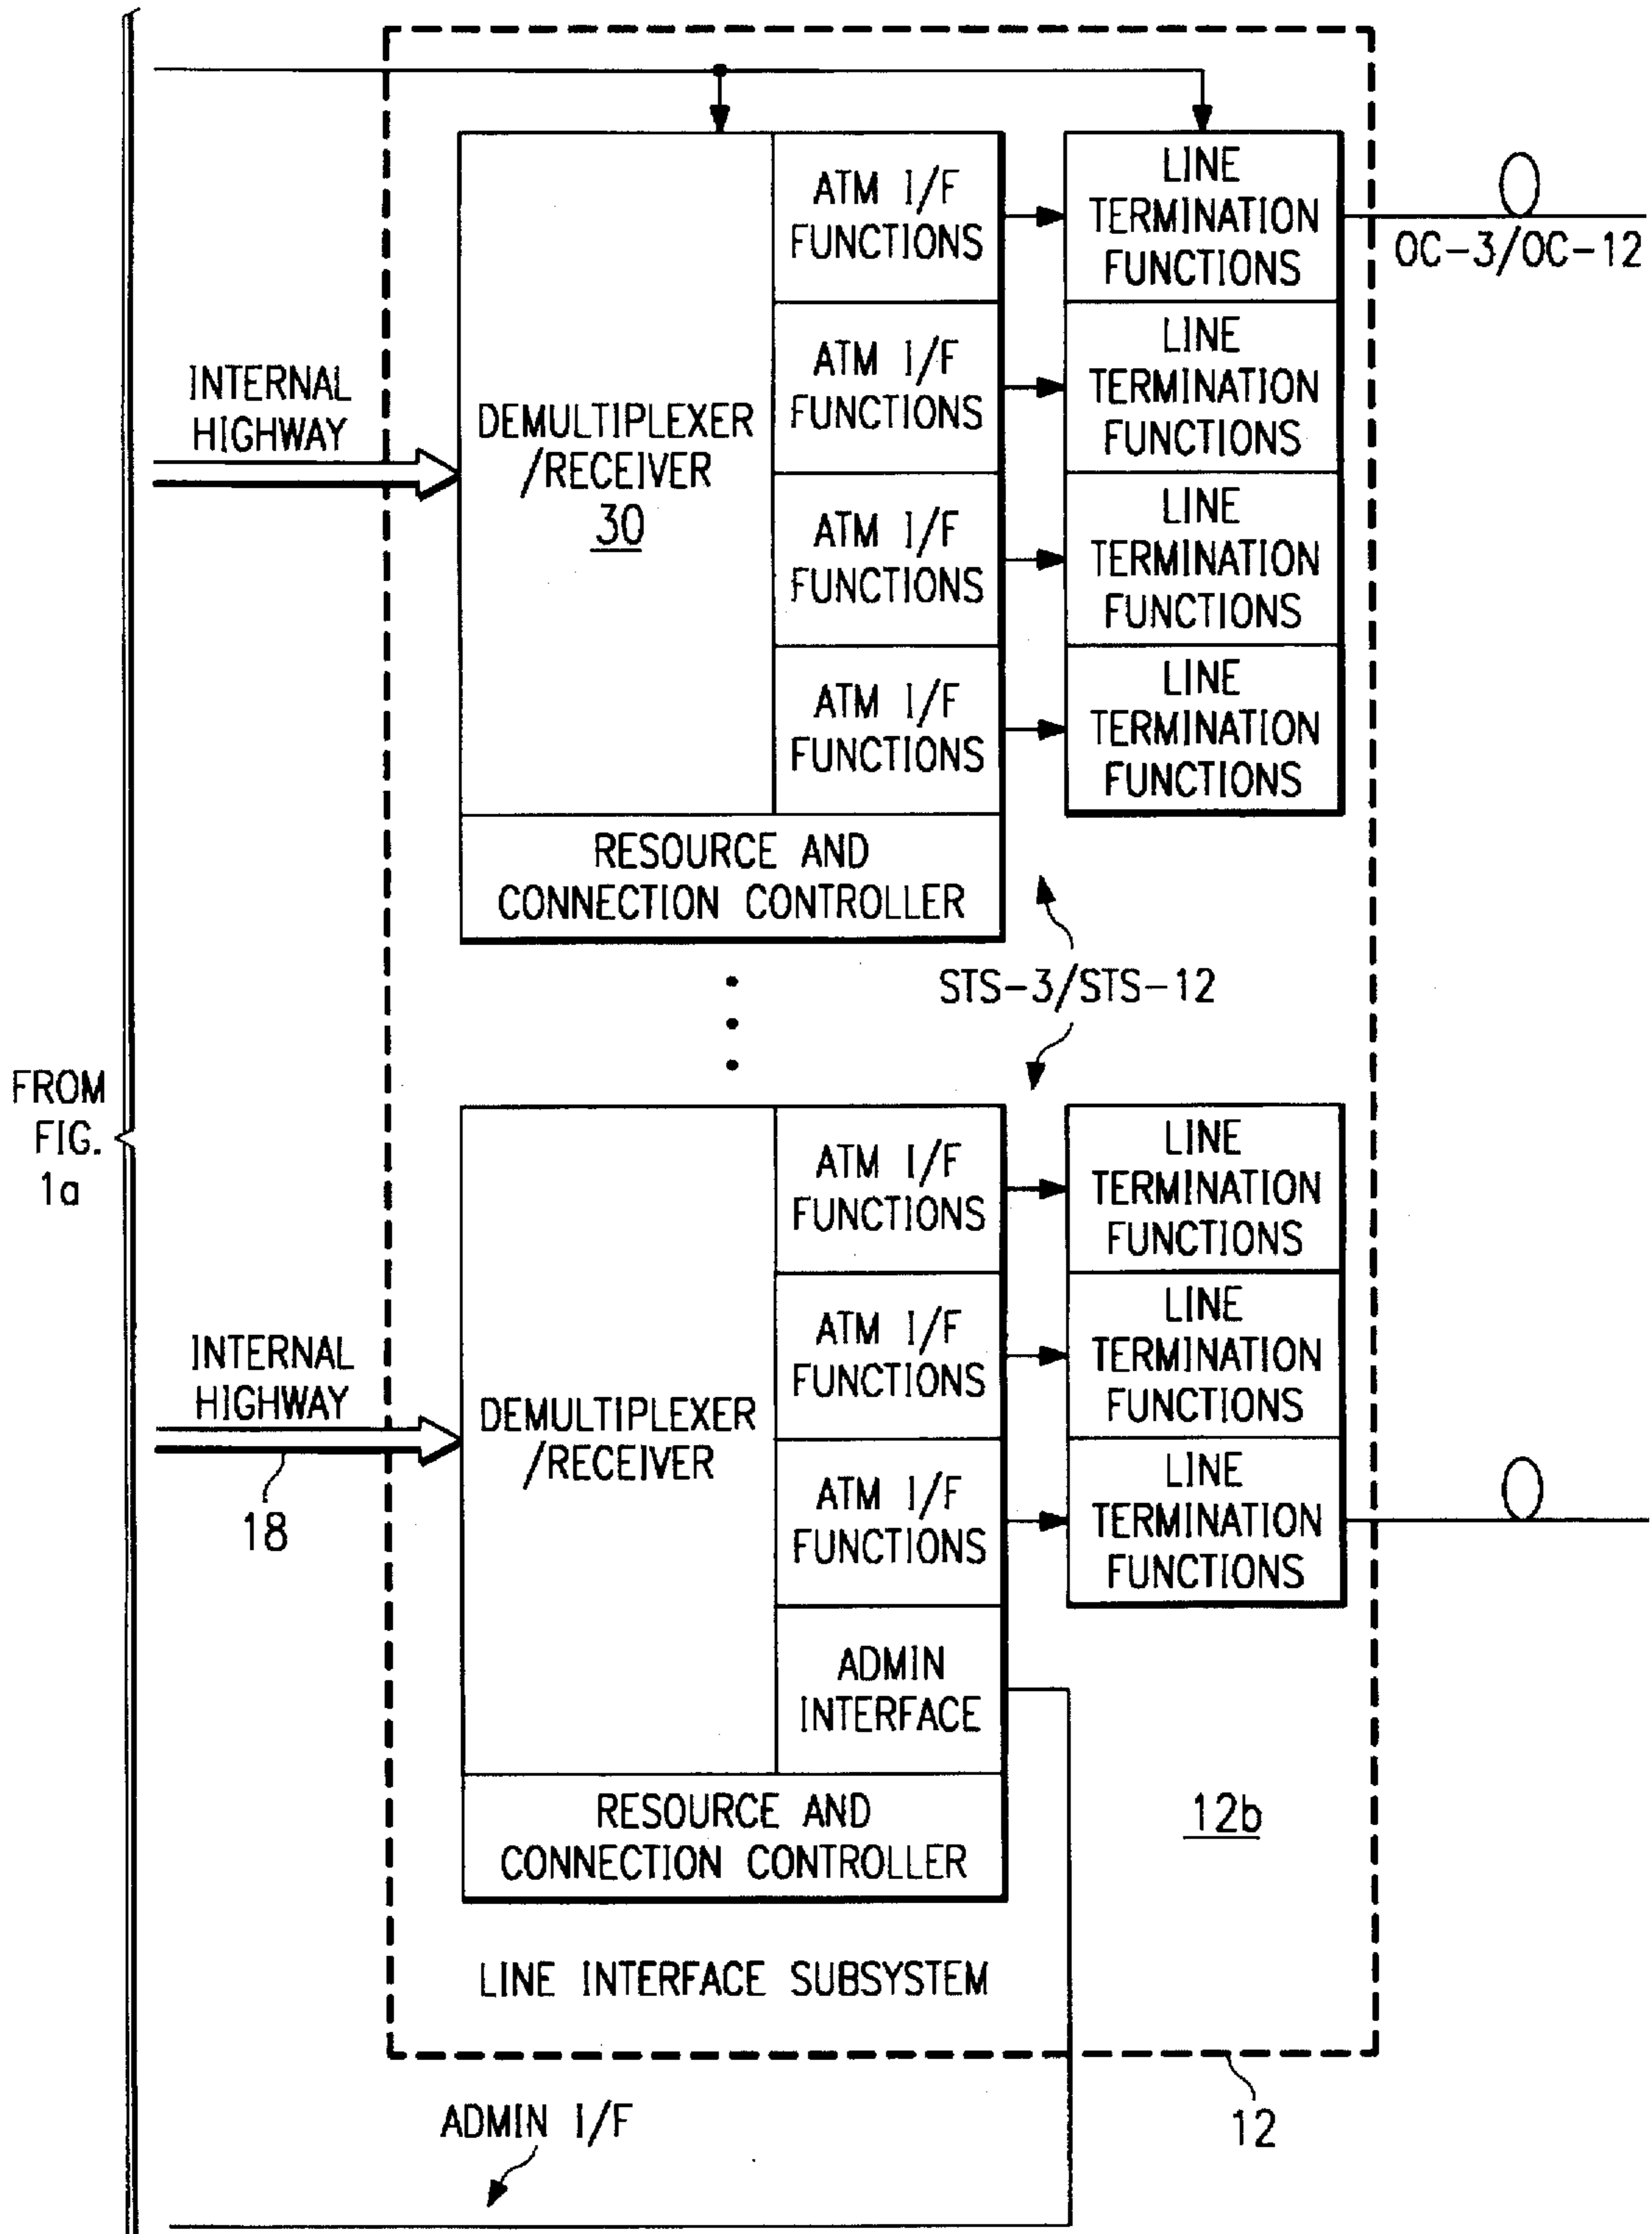 LINE
TERMINATION
FUNCTIONS
ATM I/F
FUNCTIONS
OC-3/OC-12
LINE
TERMINATION
FUNCTIONS
ATM I/F
FUNCTIONS
INTERNAL
HIGHWAY
DEMULTIPLEXER
/RECEIVER
30
LINE
TERMINATION
FUNCTIONS
ATM I/F
FUNCTIONS
LINE
TERMINATION
FUNCTIONS
ATM I/F
FUNCTIONS
RESOURCE AND
CONNECTION CONTROLLER
STS-3/STS-12
FROM
FIG.
1a
LINE
TERMINATION
FUNCTIONS
ATM I/F
FUNCTIONS
LINE
TERMINATION
FUNCTIONS
ATM I/F
FUNCTIONS
INTERNAL
HIGHWAY
18
DEMULTIPLEXER
/RECEIVER
LINE
TERMINATION
FUNCTIONS
ATM I/F
FUNCTIONS
ADMIN
INTERFACE
RESOURCE AND
CONNECTION CONTROLLER
12b
LINE INTERFACE SUBSYSTEM
12
ADMIN I/F